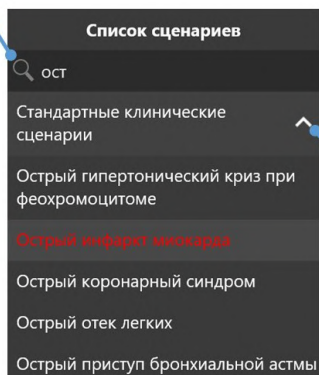 Список сценариев
ост
Стандартные клинические
сценарии
Острый гипертонический криз при
феохромоцитоме
Острый инфаркт миокарда
Острый коронарный синдром
Острый отек легких
Острый приступ бронхиальной астмы